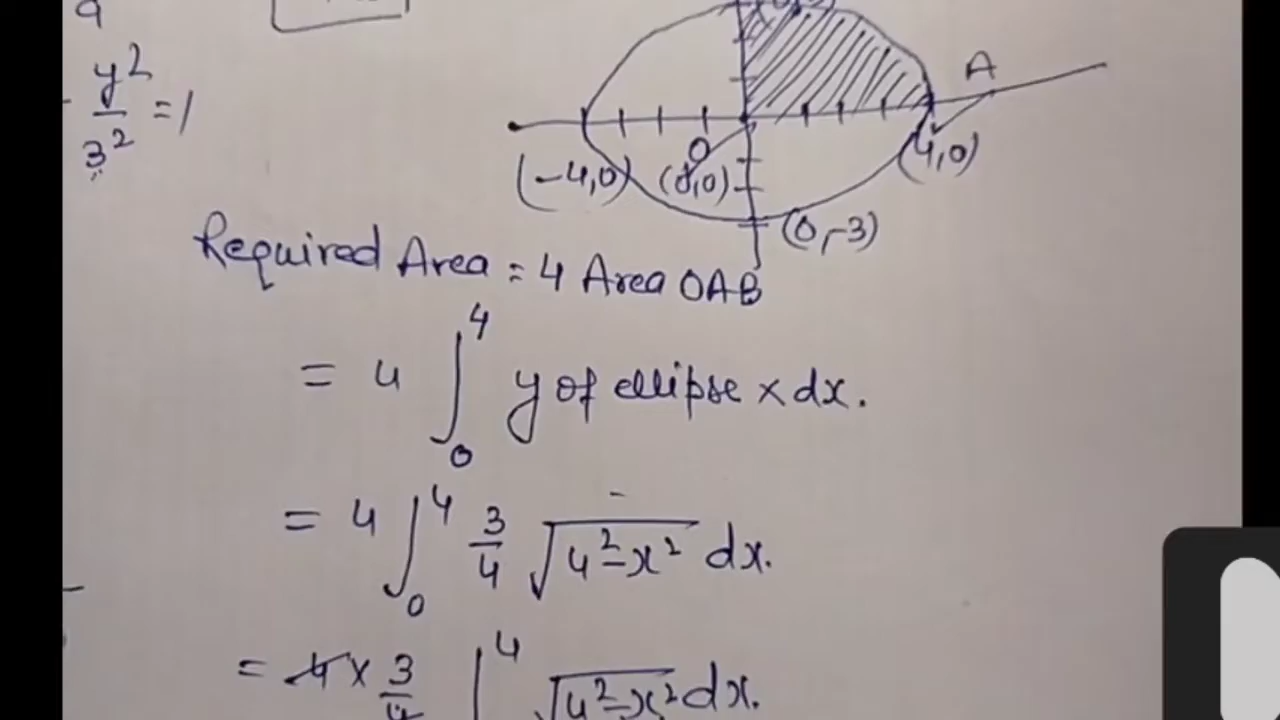 9
y²/3² = 1
A
(-4,0)
O
(0,0)
(4,0)
(0,-3)
Required Area = 4 Area OAB
= 4 ∫₀⁴ y of ellipse × dx.
= 4 ∫₀⁴ 3/4 √(4²-x²) dx.
= 4 × 3/4 ∫⁴ √(4²-x²) dx.